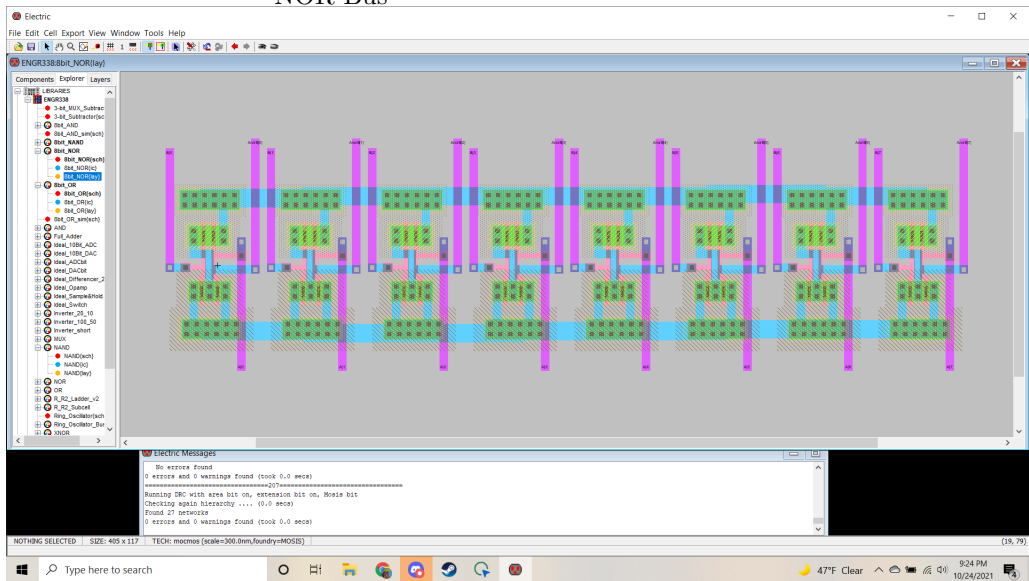 NOR Bus
Electric
File Edit Cell Export View Window Tools Help
ENGR338:8bit_NOR{lay}
Components Explorer Layers
LIBRARIES
ENGR338
3-bit_MUX_Subtrac
3-bit_Subtractor{sc
8bit_AND
8bit_AND_sim{sch}
8bit_NAND
8bit_NOR
8bit_NOR{sch}
8bit_NOR{ic}
8bit_NOR{lay}
8bit_OR
8bit_OR{sch}
8bit_OR{ic}
8bit_OR{lay}
8bit_OR_sim{sch}
AND
Full_Adder
Ideal_10Bit_ADC
Ideal_10Bit_DAC
Ideal_ADCbit
Ideal_DACbit
Ideal_Differencer_2
Ideal_Opamp
Ideal_Sample&Hold
Ideal_Switch
Inverter_20_10
Inverter_100_50
Inverter_short
MUX
NAND
NAND{sch}
NAND{ic}
NAND{lay}
NOR
OR
R_R2_Ladder_v2
R_R2_Subcell
Ring_Oscillator{sch
Ring_Oscillator_Bus
XNOR
Electric Messages
No errors found
0 errors and 0 warnings found (took 0.0 secs)
================================207================================
Running DRC with area bit on, extension bit on, Mosis bit
Checking again hierarchy .... (0.0 secs)
Found 27 networks
0 errors and 0 warnings found (took 0.0 secs)
NOTHING SELECTED SIZE: 405 x 117 TECH: mocmos (scale=300.0nm,foundry=MOSIS) (19, 79)
Type here to search
47°F Clear
9:24 PM
10/24/2021